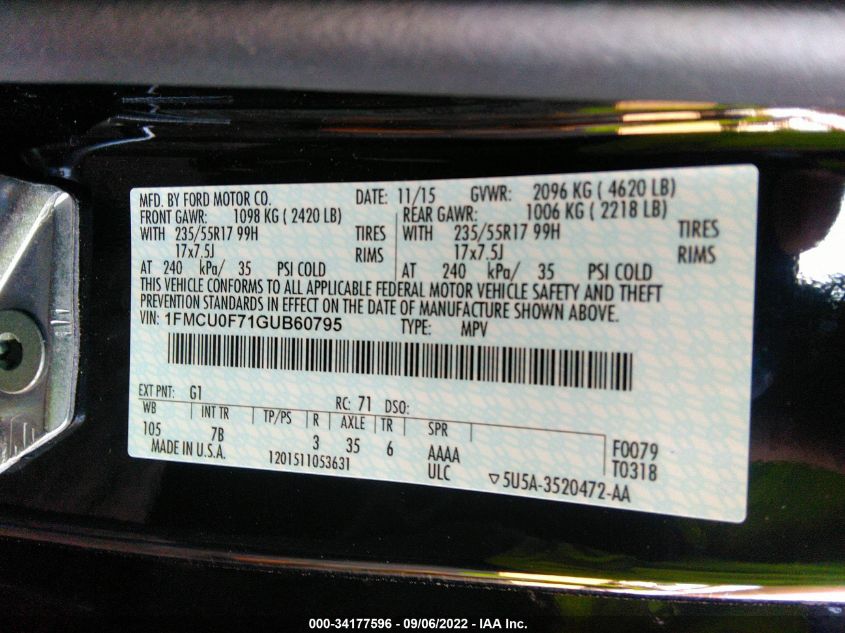 MFD. BY FORD MOTOR CO. DATE: 11/15 GVWR: 2096 KG ( 4620 LB)
FRONT GAWR: 1098 KG ( 2420 LB) REAR GAWR: 1006 KG ( 2218 LB)
WITH 235/55R17 99H TIRES WITH 235/55R17 99H TIRES
17x7.5J RIMS 17x7.5J RIMS
AT 240 kPa/ 35 PSI COLD AT 240 kPa/ 35 PSI COLD
THIS VEHICLE CONFORMS TO ALL APPLICABLE FEDERAL MOTOR VEHICLE SAFETY AND THEFT
PREVENTION STANDARDS IN EFFECT ON THE DATE OF MANUFACTURE SHOWN ABOVE.
VIN: 1FMCU0F71GUB60795 TYPE: MPV
EXT PNT: G1 RC: 71 DSO:
WB INT TR TP/PS R AXLE TR SPR
105 7B 3 35 6 AAAA F0079
MADE IN U.S.A. 1201511053631 ULC T0318
▽5U5A-3520472-AA
000-34177596 - 09/06/2022 - IAA Inc.